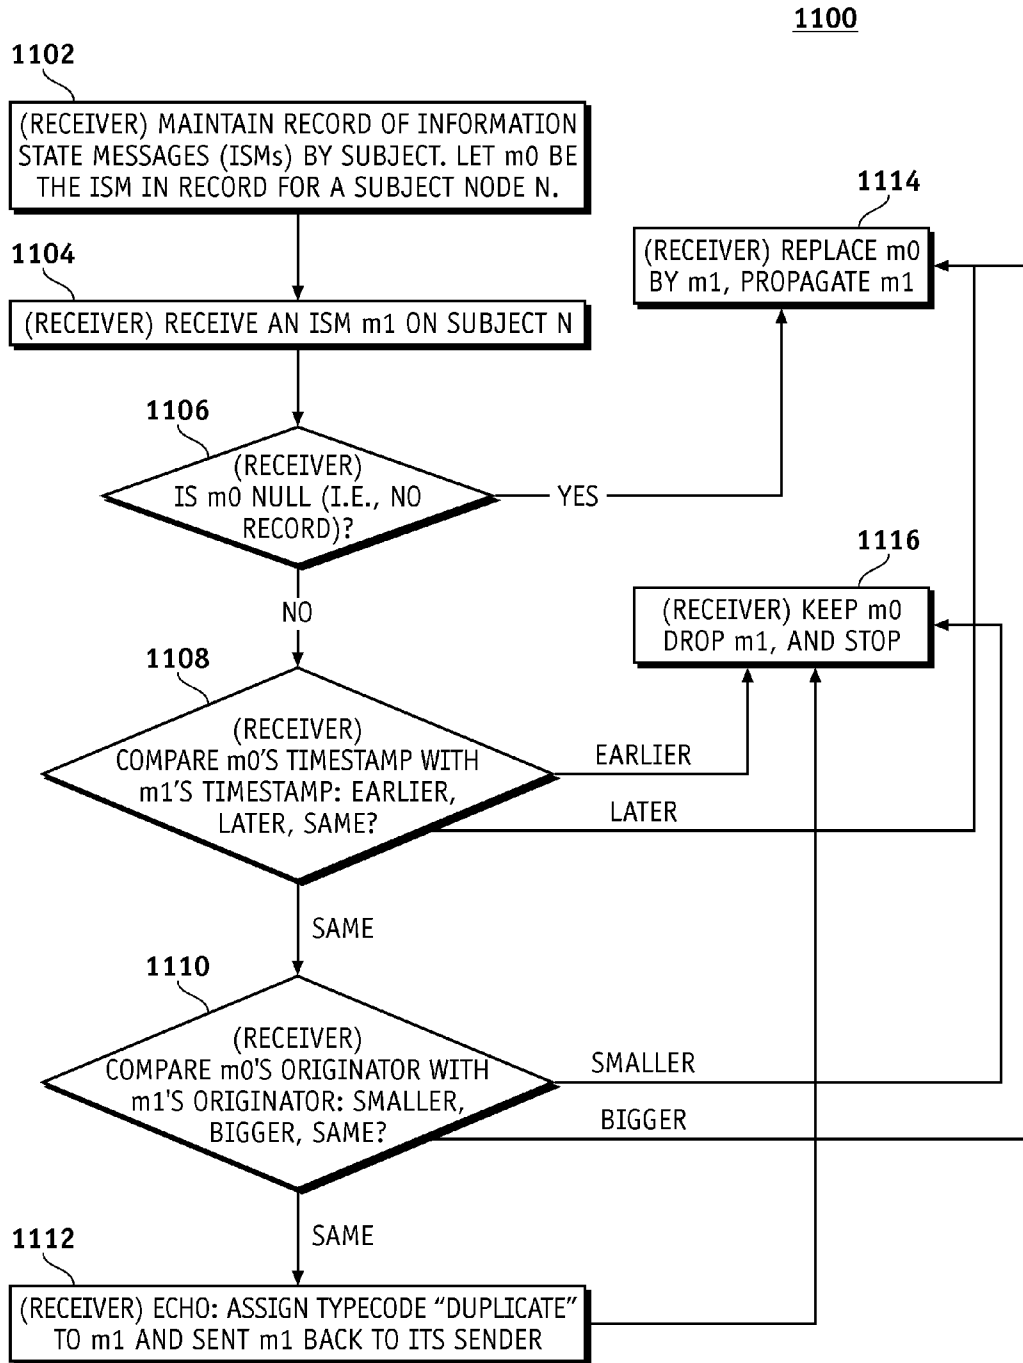 1100
1102
(RECEIVER) MAINTAIN RECORD OF INFORMATION
STATE MESSAGES (ISMs) BY SUBJECT. LET m0 BE
THE ISM IN RECORD FOR A SUBJECT NODE N.
1104
(RECEIVER) RECEIVE AN ISM m1 ON SUBJECT N
1114
(RECEIVER) REPLACE m0
BY m1, PROPAGATE m1
1106
(RECEIVER)
IS m0 NULL (I.E., NO
RECORD)?
YES
NO
1116
(RECEIVER) KEEP m0
DROP m1, AND STOP
1108
(RECEIVER)
COMPARE m0'S TIMESTAMP WITH
m1'S TIMESTAMP: EARLIER,
LATER, SAME?
EARLIER
LATER
SAME
1110
(RECEIVER)
COMPARE m0'S ORIGINATOR WITH
m1'S ORIGINATOR: SMALLER,
BIGGER, SAME?
SMALLER
BIGGER
SAME
1112
(RECEIVER) ECHO: ASSIGN TYPECODE “DUPLICATE”
TO m1 AND SENT m1 BACK TO ITS SENDER